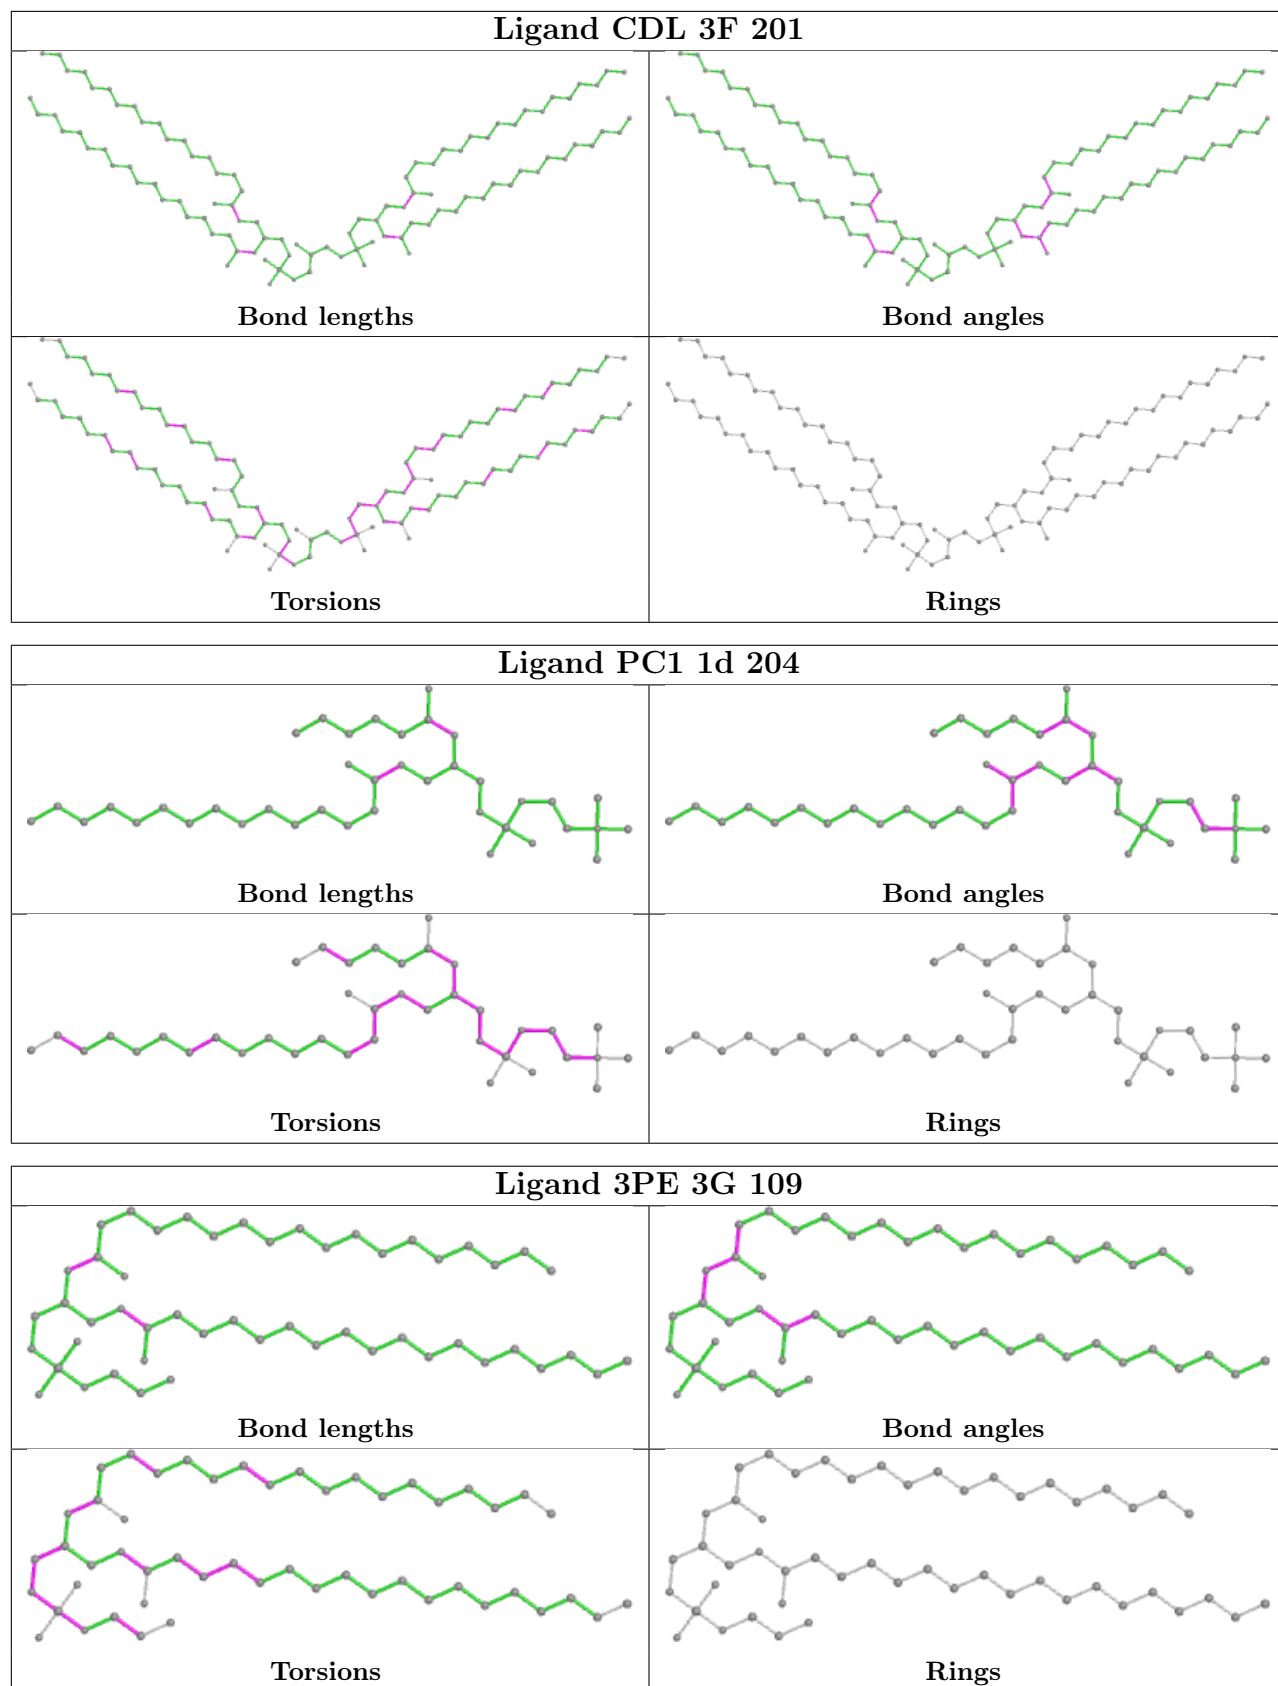 Ligand CDL 3F 201
Bond lengths
Bond angles
Torsions
Rings
Ligand PC1 1d 204
Bond lengths
Bond angles
Torsions
Rings
Ligand 3PE 3G 109
Bond lengths
Bond angles
Torsions
Rings